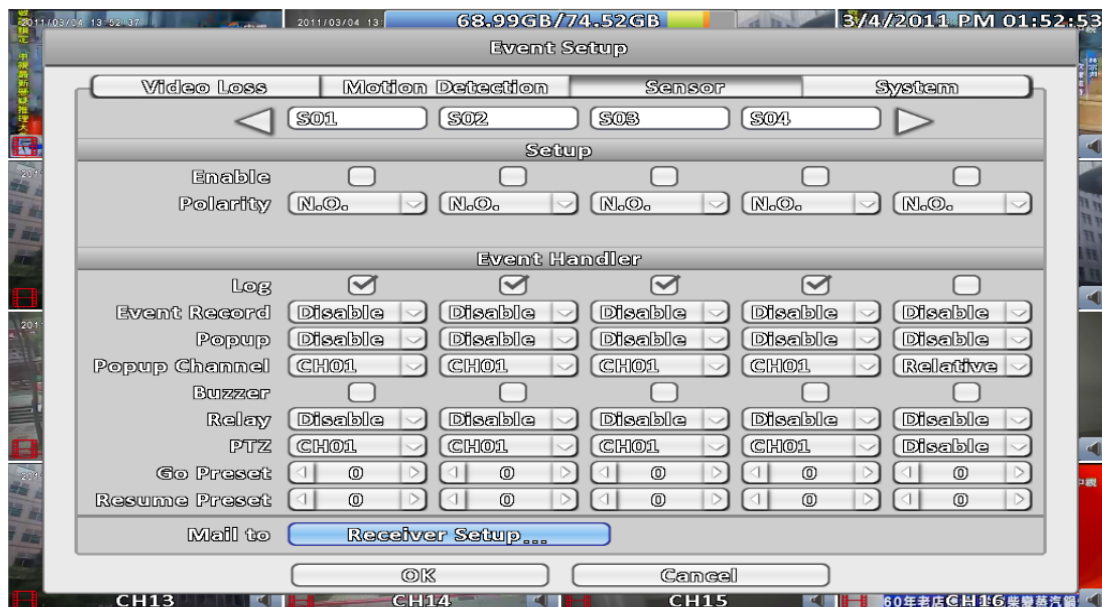 2011/03/04 13:52:37
2011/03/04 13:
68.99GB/74.52GB
3/4/2011 PM 01:52:53
Event Setup
Video Loss Motion Detection Sensor System
S01 S02 S03 S04
Setup
Enable
Polarity N.O. N.O. N.O. N.O. N.O.
Event Handler
Log
Event Record Disable Disable Disable Disable Disable
Popup Disable Disable Disable Disable Disable
Popup Channel CH01 CH01 CH01 CH01 Relative
Buzzer
Relay Disable Disable Disable Disable Disable
PTZ CH01 CH01 CH01 CH01 Disable
Go Preset 0 0 0 0 0
Resume Preset 0 0 0 0 0
Mail to Receiver Setup...
OK Cancel
CH13 CH14 CH15 CH16